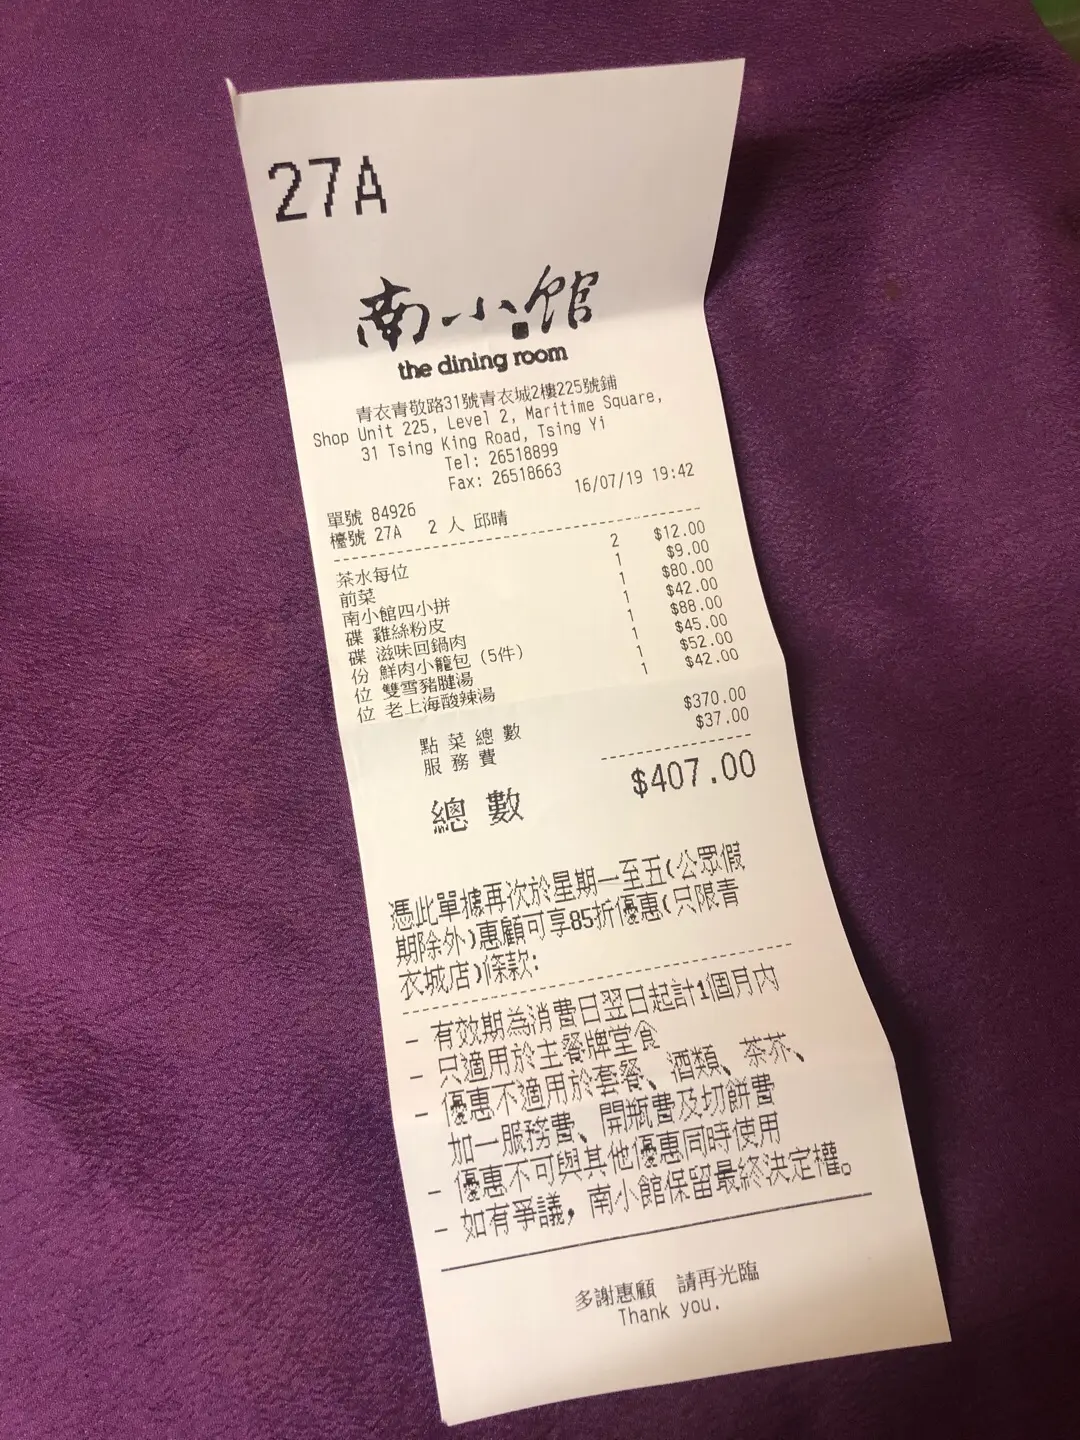 27A
南小館
the dining room
青衣青敬路31號青衣城2樓225號鋪
Shop Unit 225, Level 2, Maritime Square,
31 Tsing King Road, Tsing Yi
Tel: 26518899
Fax: 26518663
16/07/19 19:42
單號 84926
檯號 27A 2 人 邱晴
茶水每位 2 $12.00
前菜 1 $9.00
南小館四小拼 1 $80.00
碟 雞絲粉皮 1 $42.00
碟 滋味回鍋肉 1 $88.00
份 鮮肉小籠包 (5件) 1 $45.00
位 雙雪豬腱湯 1 $52.00
位 老上海酸辣湯 1 $42.00
點菜總數 $370.00
服務費 $37.00
總數 $407.00
憑此單據再次於星期一至五(公眾假
期除外)惠顧可享85折優惠(只限青
衣城店)條款:
- 有效期為消費日翌日起計1個月內
- 只適用於主餐牌堂食
- 優惠不適用於套餐、酒類、茶芥、
加一服務費、開瓶費及切餅費
- 優惠不可與其他優惠同時使用
- 如有爭議，南小館保留最終決定權。
多謝惠顧 請再光臨
Thank you.